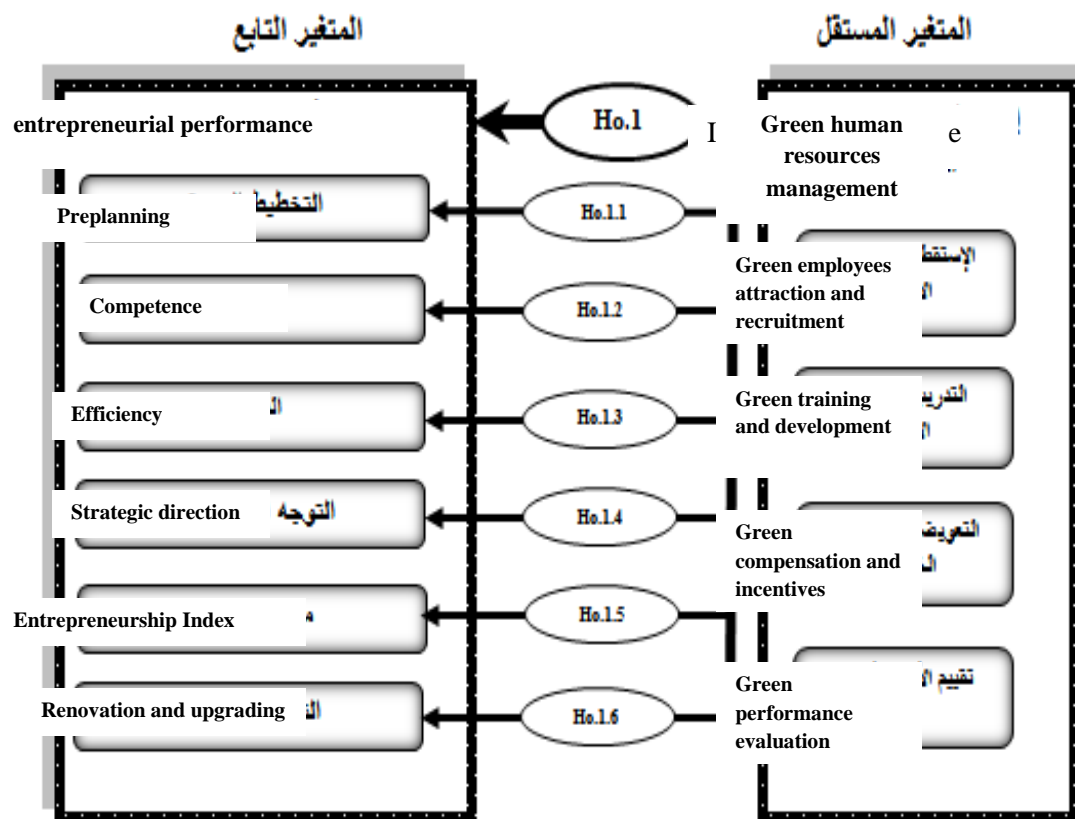 المتغير المستقل
المتغير التابع
entrepreneurial performance
Ho.1
Green human
resources
management
Preplanning
Ho.1.1
Green employees
attraction and
recruitment
Competence
Ho.1.2
Efficiency
Ho.1.3
Green training
and development
Strategic direction
التوجه
Ho.1.4
Green
compensation and
incentives
Entrepreneurship Index
Ho.1.5
Renovation and upgrading
Ho.1.6
Green
performance
evaluation
تقييم